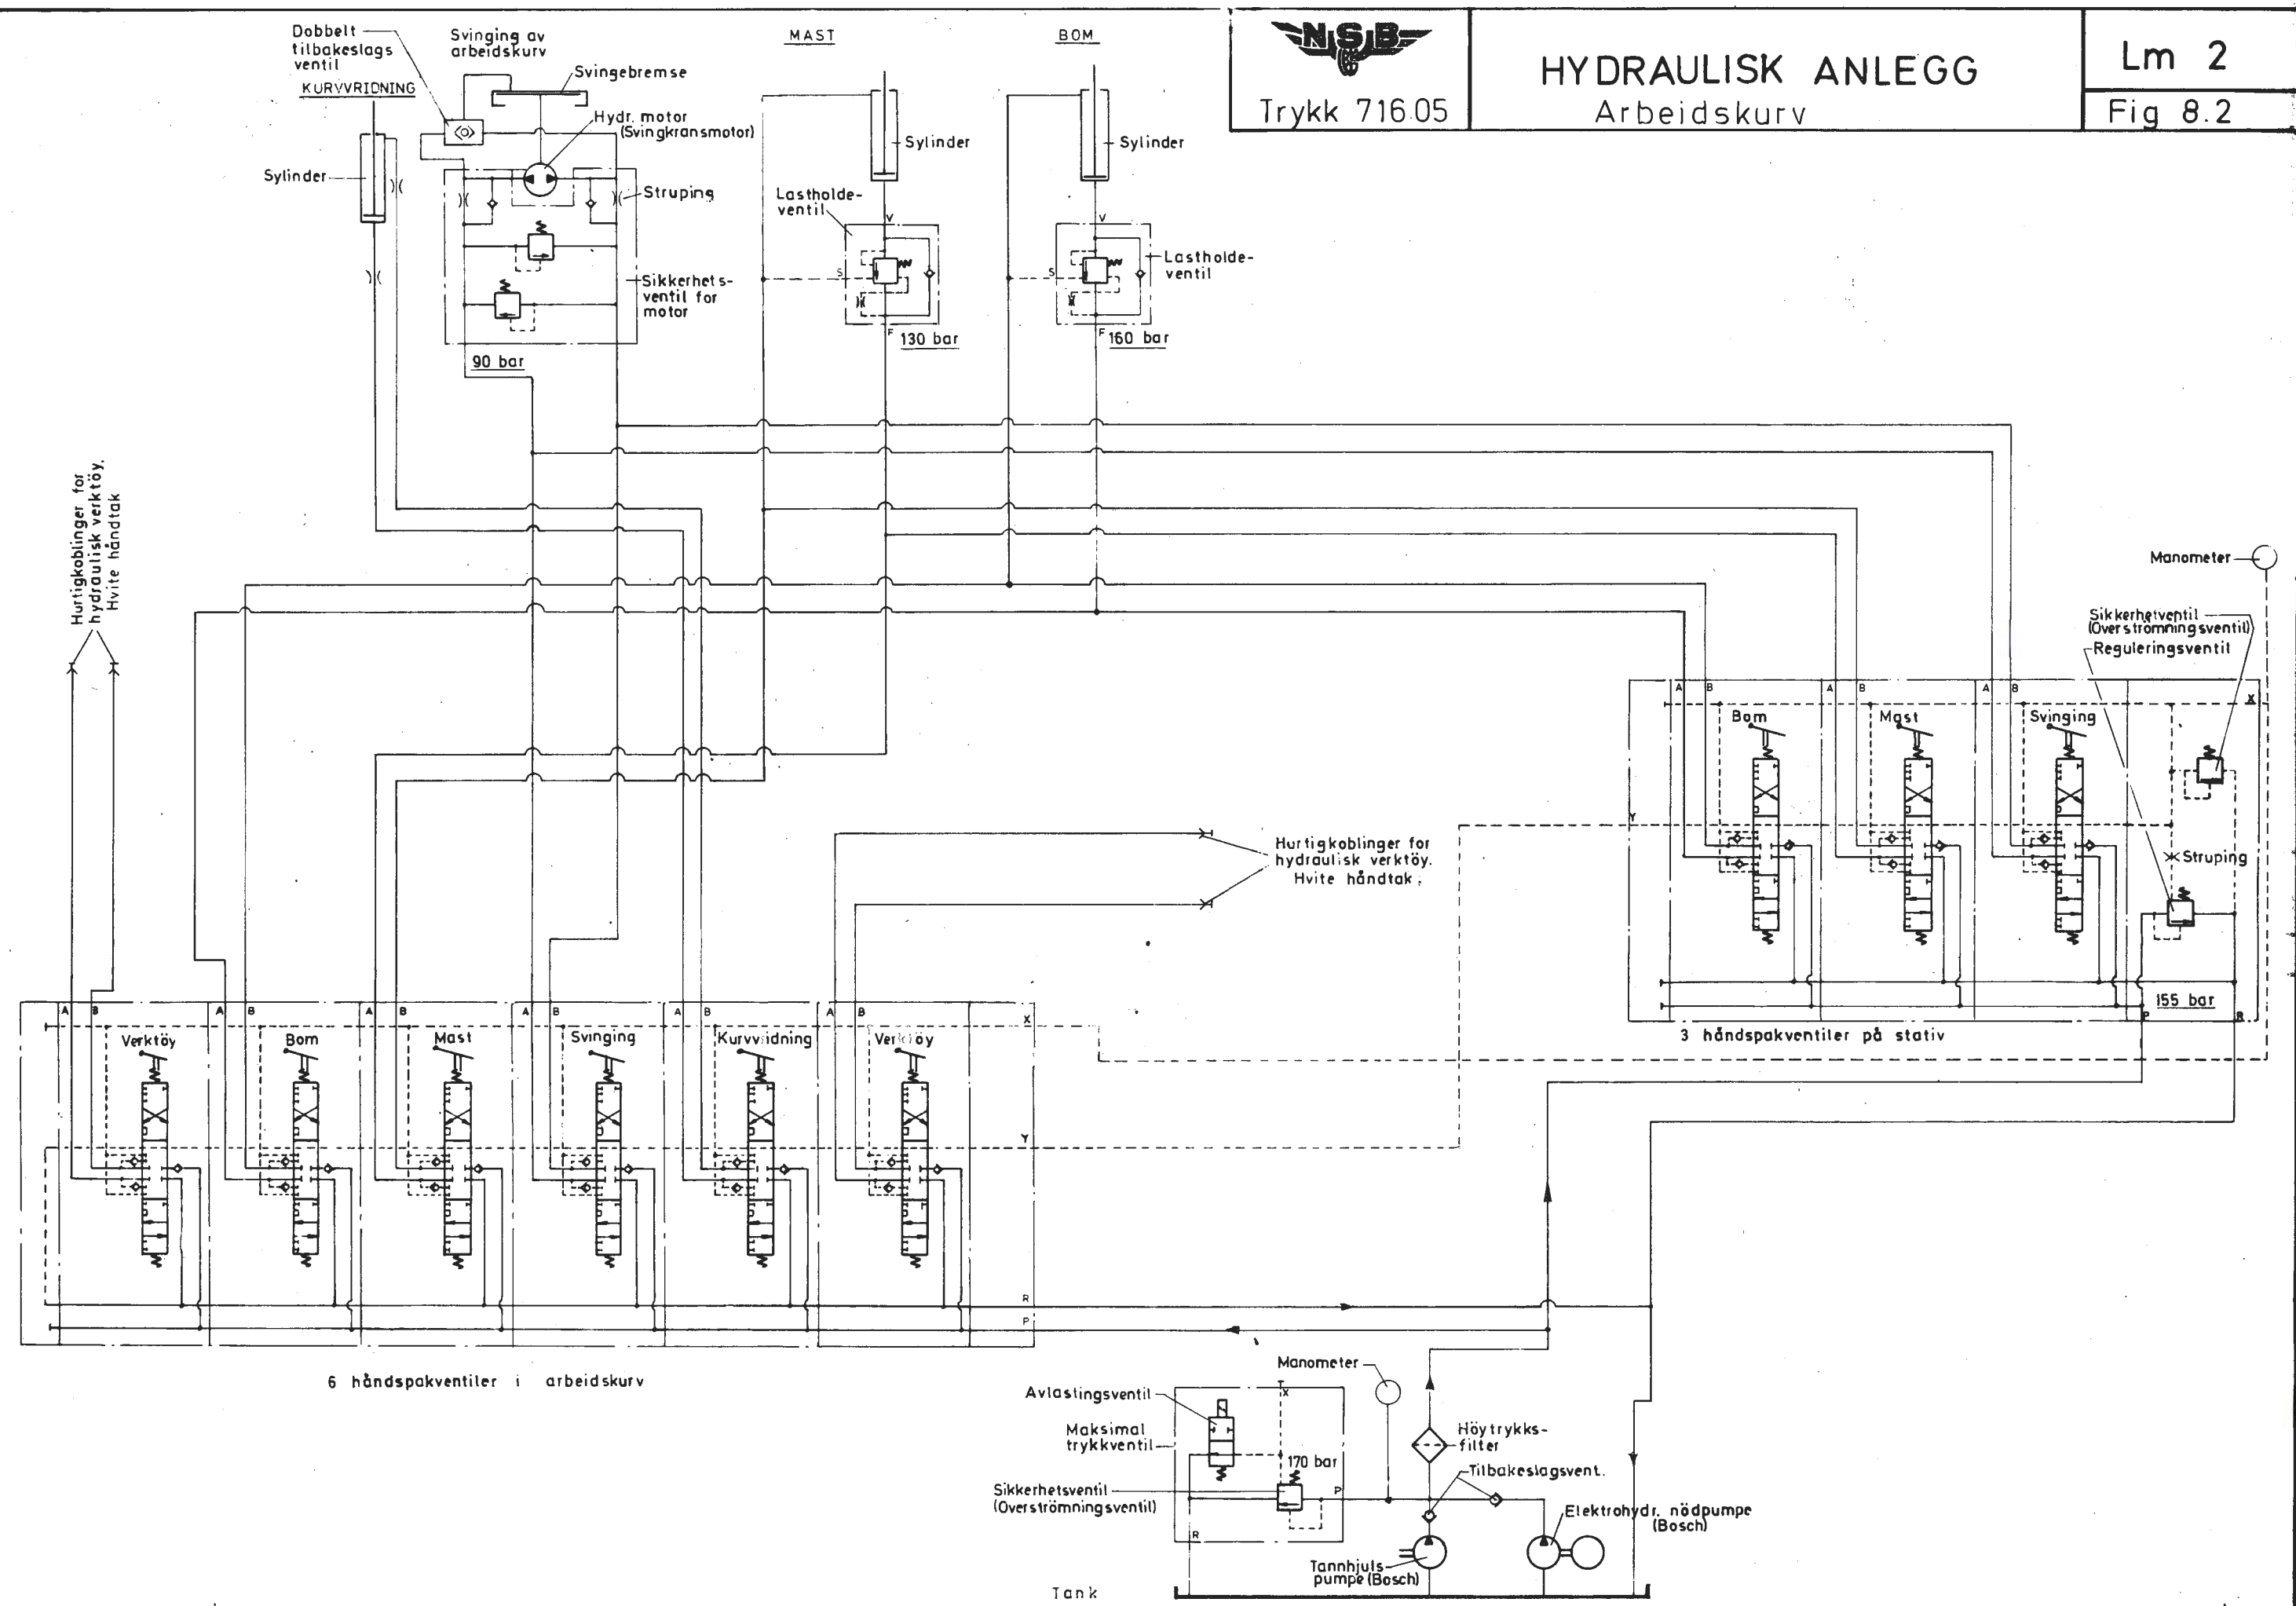 NSB
Trykk 716.05
HYDRAULISK ANLEGG
Arbeidskurv
Lm 2
Fig 8.2
Dobbelt
tilbakeslags
ventil
KURVVRIDNING
Svinging av
arbeidskurv
Svingebremse
Hydr. motor
(Svingkransmotor)
Sylinder
Struping
Sikkerhets-
ventil for
motor
90 bar
MAST
Sylinder
Lastholde-
ventil
V
S
F
130 bar
BOM
Sylinder
Lastholde-
ventil
V
S
F
160 bar
Hurtigkoblinger for
hydraulisk verktöy.
Hvite håndtak
Manometer
Sikkerhetventil
(Overströmningsventil)
Reguleringsventil
A B A B A B
X
Bom
Mast
Svinging
Y
Struping
155 bar
P R
3 håndspakventiler på stativ
Hurtigkoblinger for
hydraulisk verktöy.
Hvite håndtak
A B A B A B A B A B A B
X
Verktöy
Bom
Mast
Svinging
Kurvvridning
Verktöy
Y
R
P
6 håndspakventiler i arbeidskurv
Manometer
Avlastingsventil
X
Maksimal
trykkventil
170 bar
Höytrykks-
filter
Tilbakeslagsvent.
Sikkerhetsventil
(Overströmningsventil)
P
R
Elektrohydr. nödpumpe
(Bosch)
Tannhjuls
pumpe (Bosch)
Tank